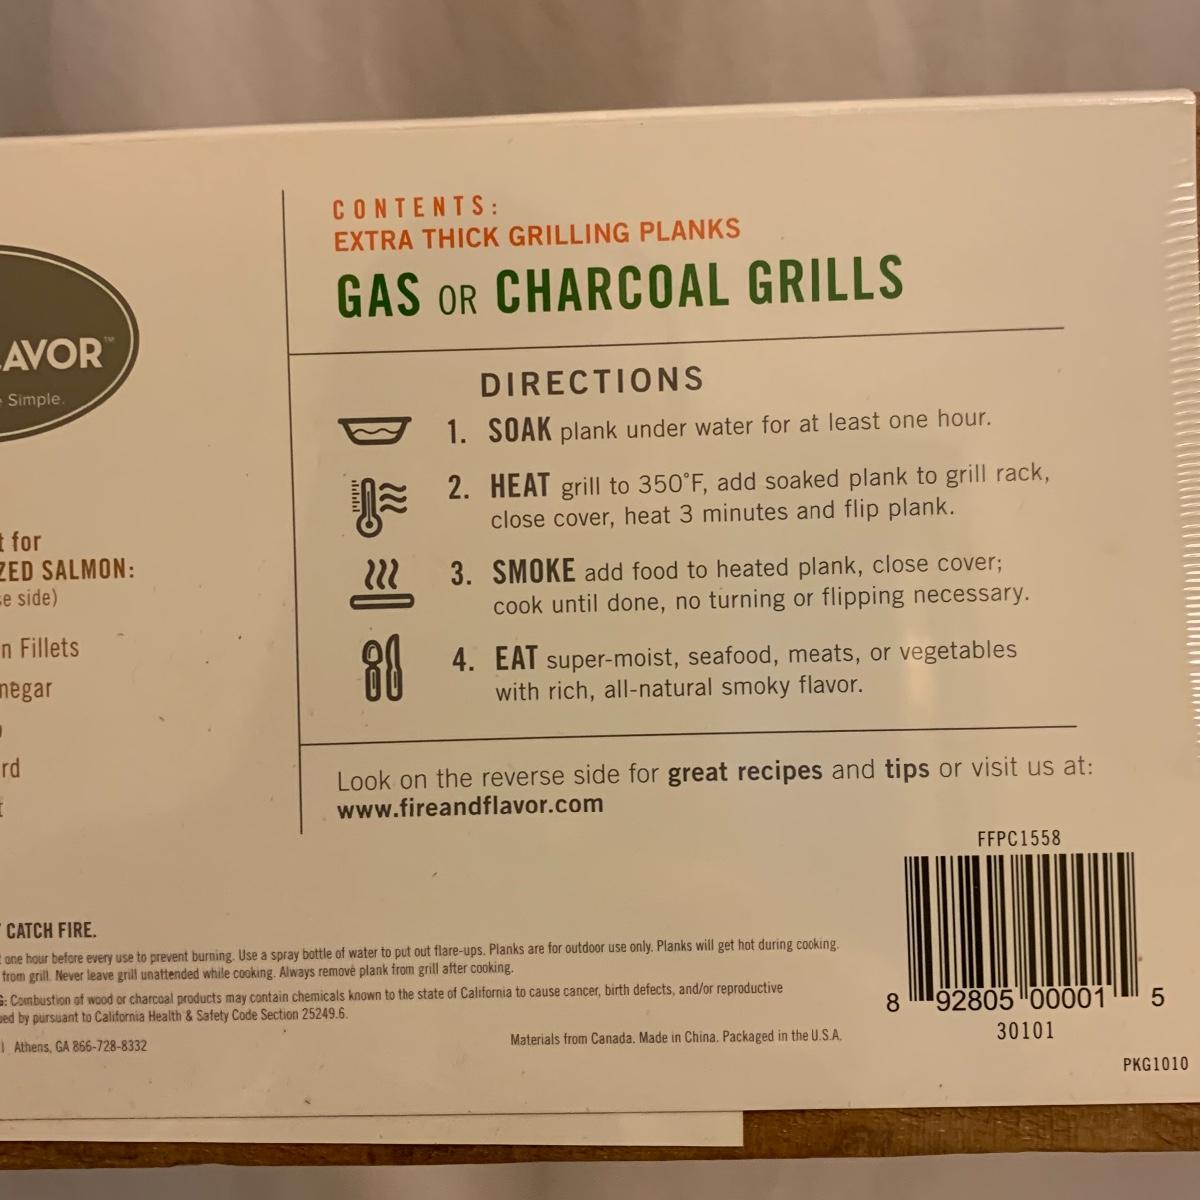 CONTENTS:
EXTRA THICK GRILLING PLANKS
GAS OR CHARCOAL GRILLS
DIRECTIONS
1. SOAK plank under water for at least one hour.
2. HEAT grill to 350°F, add soaked plank to grill rack,
close cover, heat 3 minutes and flip plank.
3. SMOKE add food to heated plank, close cover;
cook until done, no turning or flipping necessary.
4. EAT super-moist, seafood, meats, or vegetables
with rich, all-natural smoky flavor.
Look on the reverse side for great recipes and tips or visit us at:
www.fireandflavor.com
AVOR™
Simple.
for
ZED SALMON:
side)
n Fillets
negar
rd
CATCH FIRE.
one hour before every use to prevent burning. Use a spray bottle of water to put out flare-ups. Planks are for outdoor use only. Planks will get hot during cooking.
from grill. Never leave grill unattended while cooking. Always remove plank from grill after cooking.
G: Combustion of wood or charcoal products may contain chemicals known to the state of California to cause cancer, birth defects, and/or reproductive
ed by pursuant to California Health & Safety Code Section 25249.6.
Athens, GA 866-728-8332
Materials from Canada. Made in China. Packaged in the U.S.A.
FFPC1558
8 92805 00001 5
30101
PKG1010